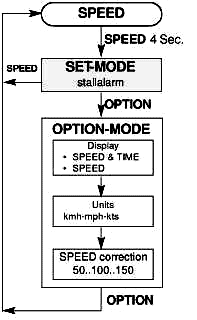 SPEED
SPEED 4 Sec.
SPEED
SET-MODE
stallalarm
OPTION
OPTION-MODE
Display
• SPEED & TIME
• SPEED
Units
kmh-mph-kts
SPEED correction
50..100..150
OPTION